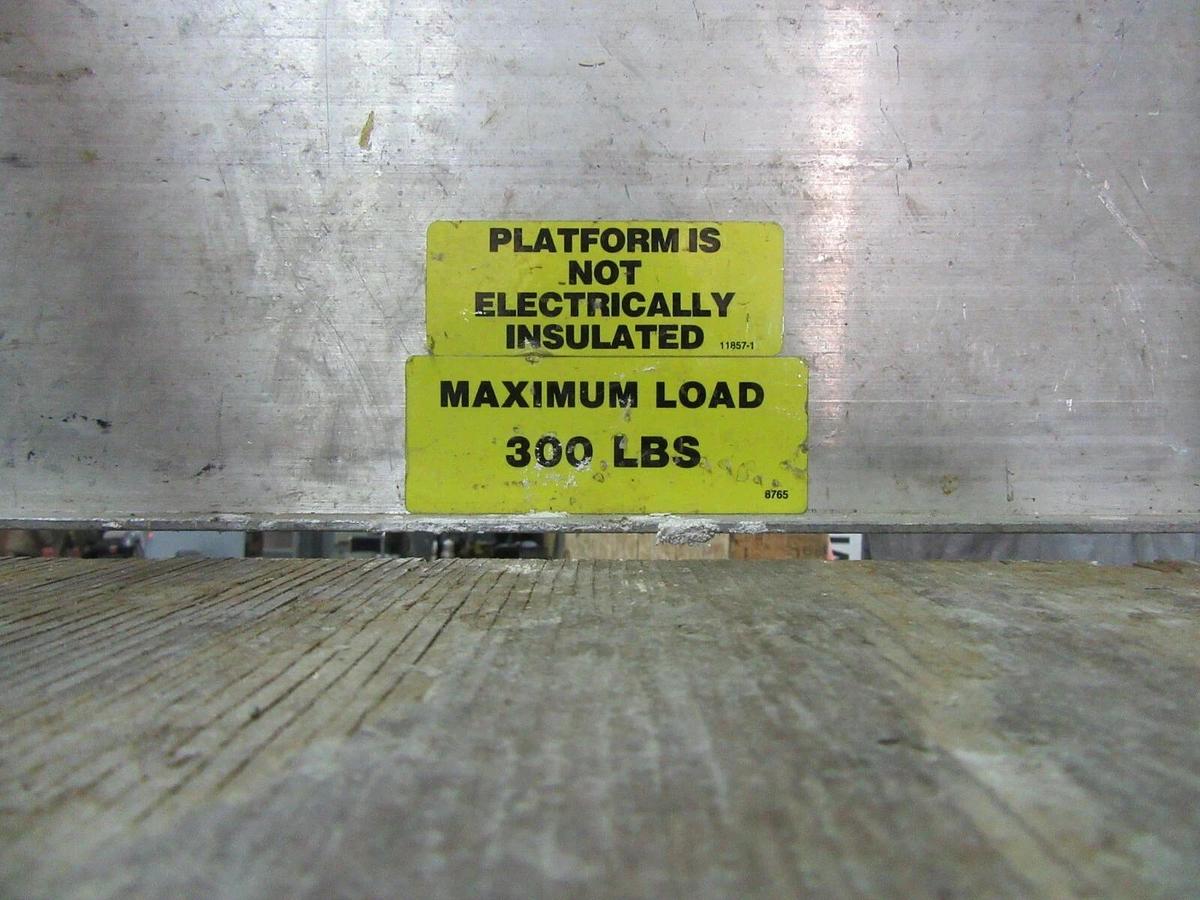 PLATFORM IS
NOT
ELECTRICALLY
INSULATED
11857-1
MAXIMUM LOAD
300 LBS
8765